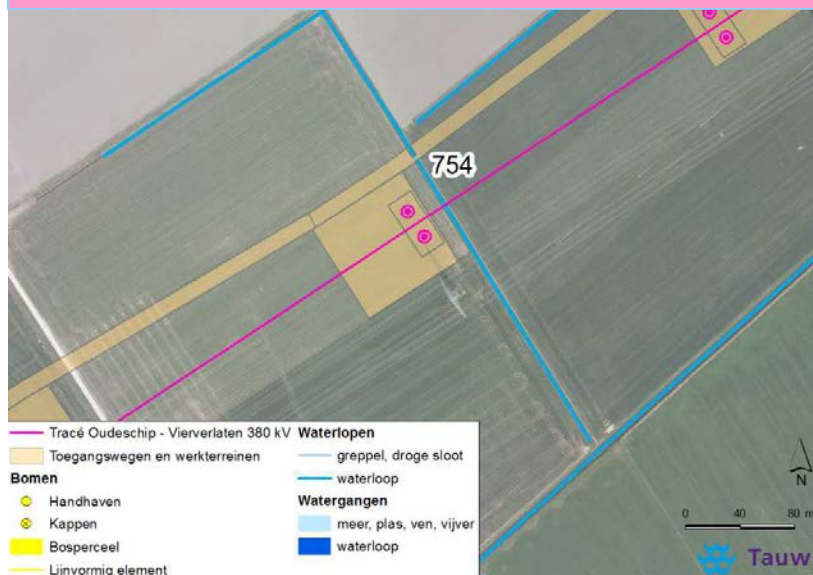 754
Tracé Oudeschip - Vierverlaten 380 kV
Toegangswegen en werkterreinen
Bomen
Handhaven
Kappen
Bosperceel
Lijnvormig element
Waterlopen
greppel, droge sloot
waterloop
Watergangen
meer, plas, ven, vijver
waterloop
N
0 40 80 m
Tauw